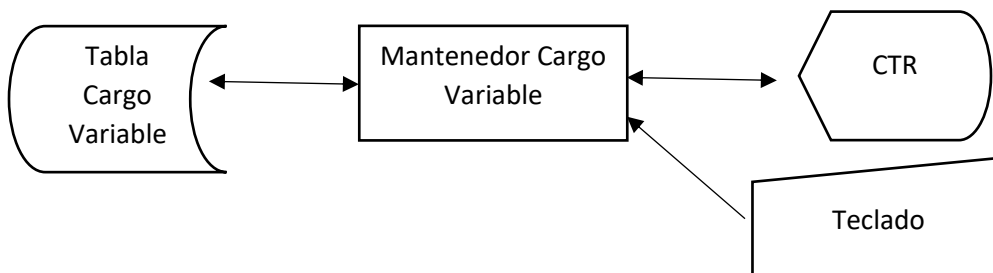 Tabla
Cargo
Variable
Mantenedor Cargo
Variable
CTR
Teclado